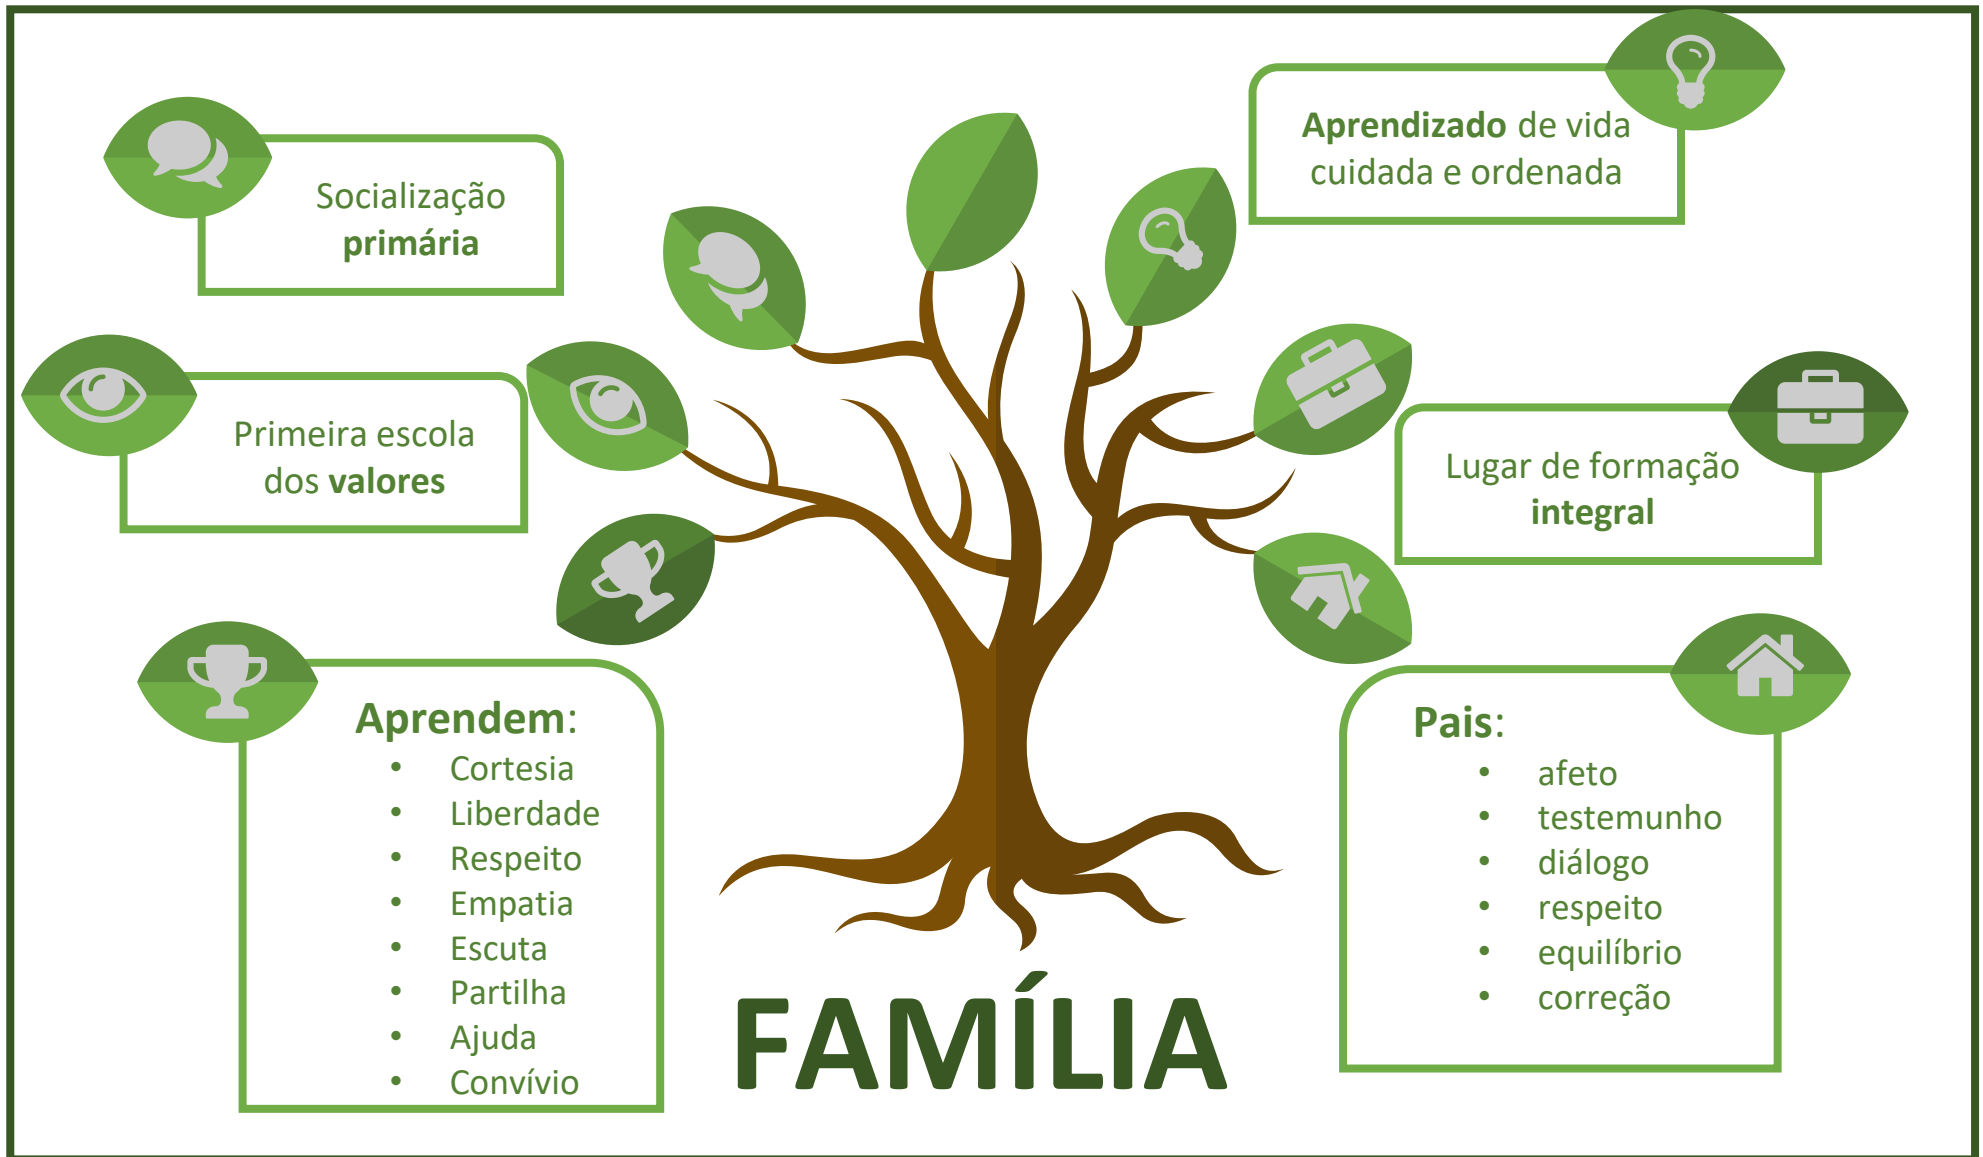 Socialização
primária
Aprendizado de vida
cuidada e ordenada
Primeira escola
dos valores
Lugar de formação
integral
Aprendem:
• Cortesia
• Liberdade
• Respeito
• Empatia
• Escuta
• Partilha
• Ajuda
• Convívio
Pais:
• afeto
• testemunho
• diálogo
• respeito
• equilíbrio
• correção
FAMÍLIA